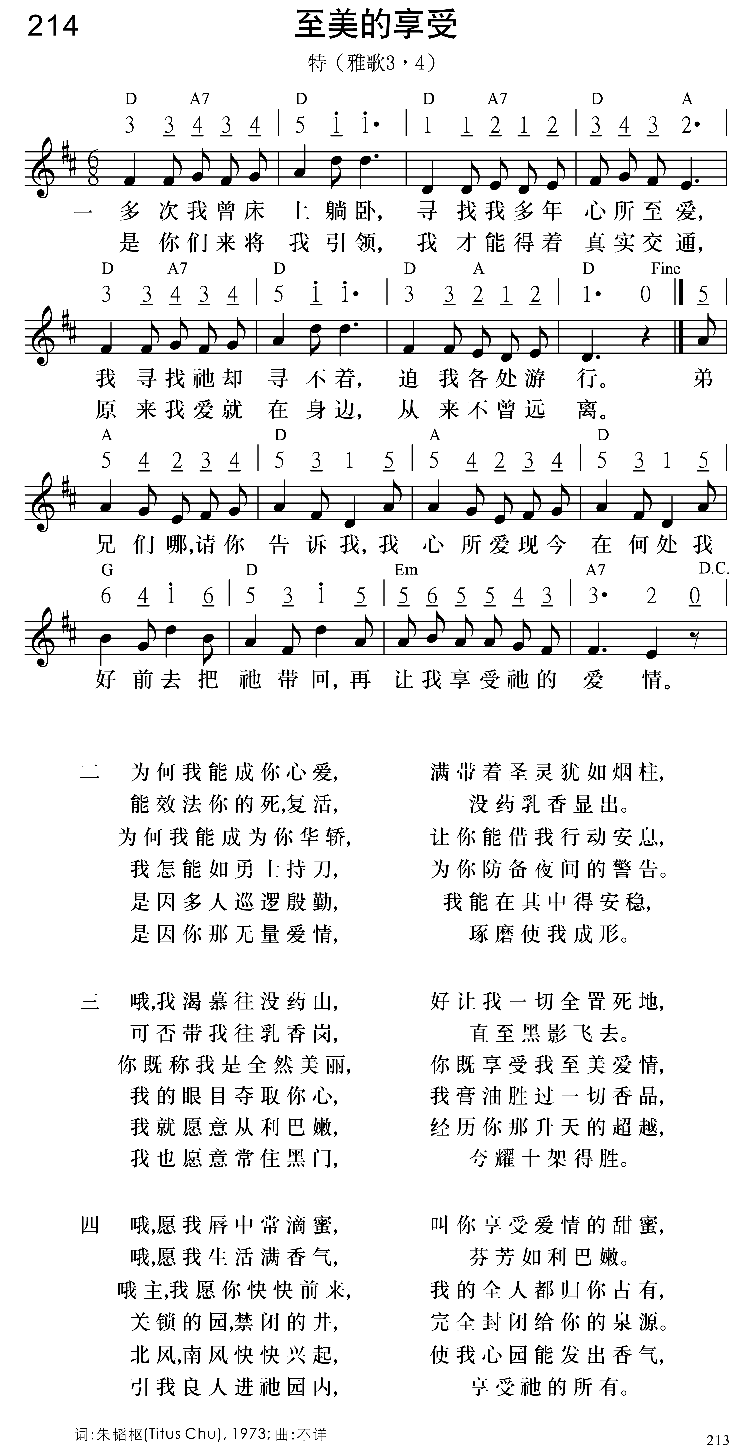 214
至美的享受
特（雅歌3，4）
D A7 D D A7 D A
3 3 4 3 4 | 5 i i• | 1 1 2 1 2 | 3 4 3 2• |
6 8
一 多次我曾床上躺卧, 寻找我多年心所至爱,
是你们来将我引领, 我才能得着真实交通,
D A7 D D A D Fine
3 3 4 3 4 | 5 i i• | 3 3 2 1 2 | 1• 0 ‖ 5
我寻找祂却寻不着, 迫我各处游行。 弟
原来我爱就在身边, 从来不曾远离。
A D A D
5 4 2 3 4 | 5 3 1 5 | 5 4 2 3 4 | 5 3 1 5 |
兄们哪,请你告诉我,我心所爱现今在何处我
G D Em A7 D.C.
6 4 i 6 | 5 3 i 5 | 5 6 5 5 4 3 | 3• 2 0 |
好前去把祂带回,再让我享受祂的爱情。
二 为何我能成你心爱, 满带着圣灵犹如烟柱,
能效法你的死,复活, 没药乳香显出。
为何我能成为你华轿, 让你能借我行动安息,
我怎能如勇士持刀, 为你防备夜间的警告。
是因多人巡逻殷勤, 我能在其中得安稳,
是因你那无量爱情, 琢磨使我成形。
三 哦,我渴慕往没药山, 好让我一切全置死地,
可否带我往乳香岗, 直至黑影飞去。
你既称我是全然美丽, 你既享受我至美爱情,
我的眼目夺取你心, 我膏油胜过一切香品,
我就愿意从利巴嫩, 经历你那升天的超越,
我也愿意常住黑门, 夸耀十架得胜。
四 哦,愿我唇中常滴蜜, 叫你享受爱情的甜蜜,
哦,愿我生活满香气, 芬芳如利巴嫩。
哦主,我愿你快快前来, 我的全人都归你占有,
关锁的园,禁闭的井, 完全封闭给你的泉源。
北风,南风快快兴起, 使我心园能发出香气,
引我良人进祂园内, 享受祂的所有。
词:朱韬枢(Titus Chu), 1973; 曲:不详
213